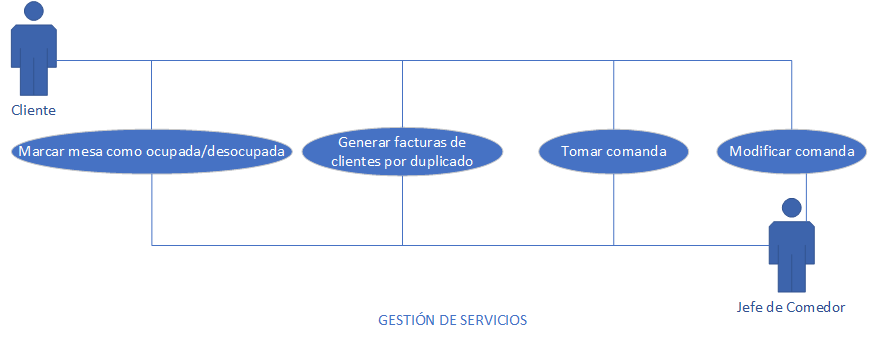 Cliente
Marcar mesa como ocupada/desocupada
Generar facturas de
clientes por duplicado
Tomar comanda
Modificar comanda
Jefe de Comedor
GESTIÓN DE SERVICIOS